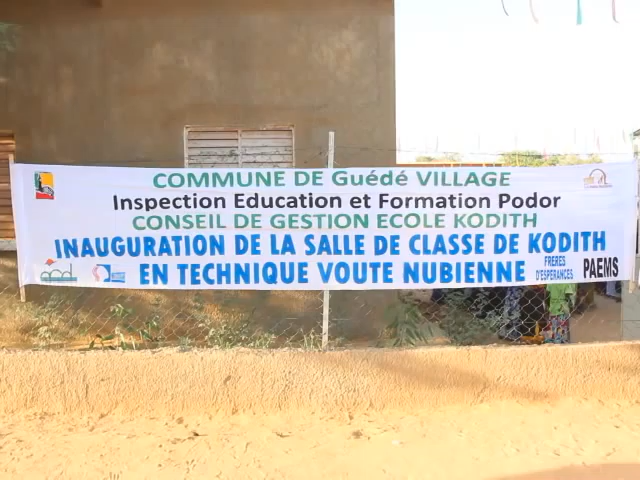 COMMUNE DE Guédé VILLAGE
Inspection Education et Formation Podor
CONSEIL DE GESTION ECOLE KODITH
INAUGURATION DE LA SALLE DE CLASSE DE KODITH
EN TECHNIQUE VOUTE NUBIENNE
FRERES
D'ESPERANCES
PAEMS